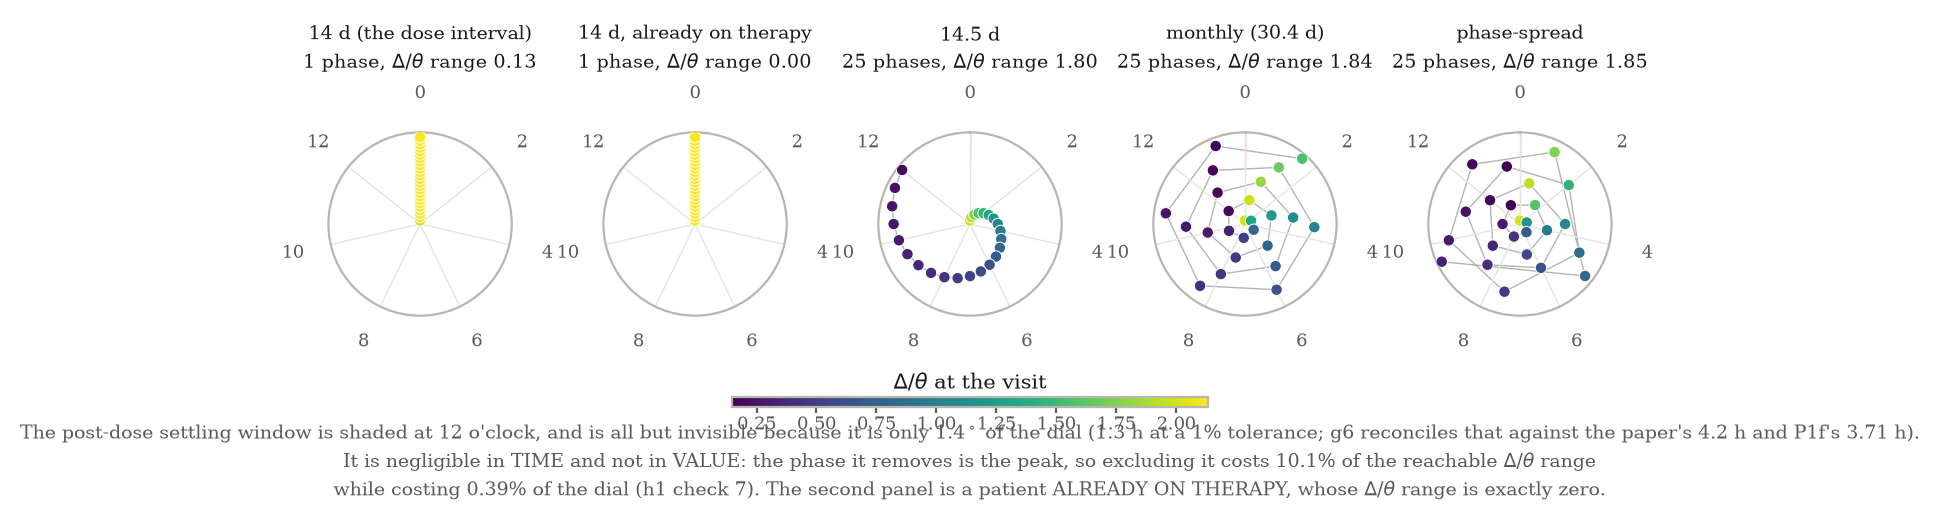 14 d (the dose interval)
1 phase, Δ/θ range 0.13
14 d, already on therapy
1 phase, Δ/θ range 0.00
14.5 d
25 phases, Δ/θ range 1.80
monthly (30.4 d)
25 phases, Δ/θ range 1.84
phase-spread
25 phases, Δ/θ range 1.85
0
2
4
6
8
10
12
0
2
4
6
8
10
12
0
2
4
6
8
10
12
0
2
4
6
8
10
12
0
2
4
6
8
10
12
Δ/θ at the visit
0.25 0.50 0.75 1.00 1.25 1.50 1.75 2.00
The post-dose settling window is shaded at 12 o'clock, and is all but invisible because it is only 1.4° of the dial (1.3 h at a 1% tolerance; g6 reconciles that against the paper's 4.2 h and P1f's 3.71 h).
It is negligible in TIME and not in VALUE: the phase it removes is the peak, so excluding it costs 10.1% of the reachable Δ/θ range
while costing 0.39% of the dial (h1 check 7). The second panel is a patient ALREADY ON THERAPY, whose Δ/θ range is exactly zero.